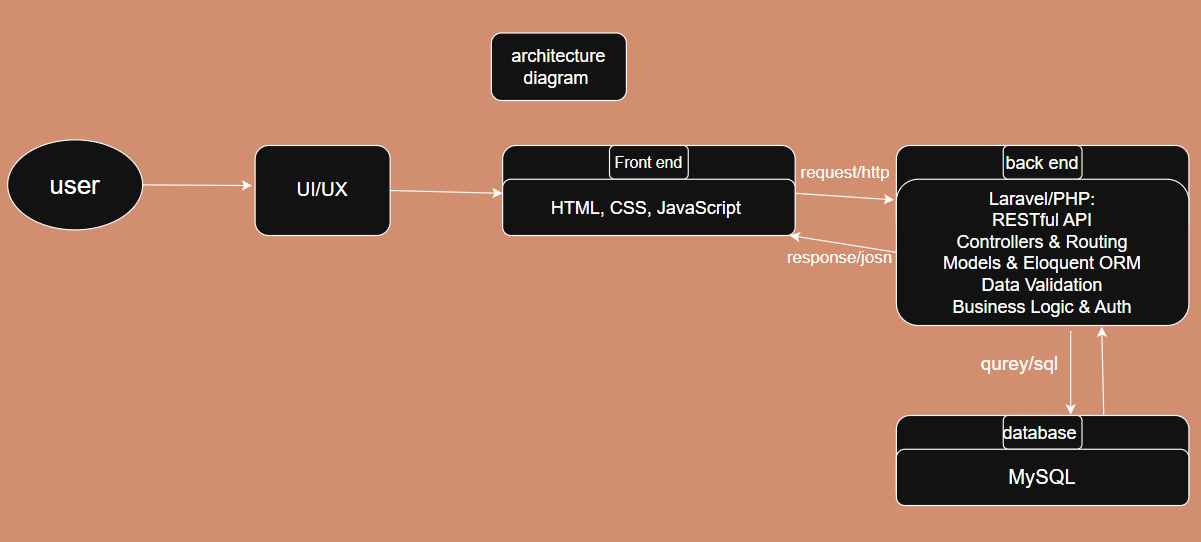 architecture
diagram
user
UI/UX
Front end
HTML, CSS, JavaScript
request/http
response/josn
back end
Laravel/PHP:
RESTful API
Controllers & Routing
Models & Eloquent ORM
Data Validation
Business Logic & Auth
qurey/sql
database
MySQL